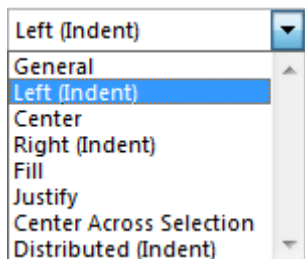 Left (Indent)
General
Left (Indent)
Center
Right (Indent)
Fill
Justify
Center Across Selection
Distributed (Indent)